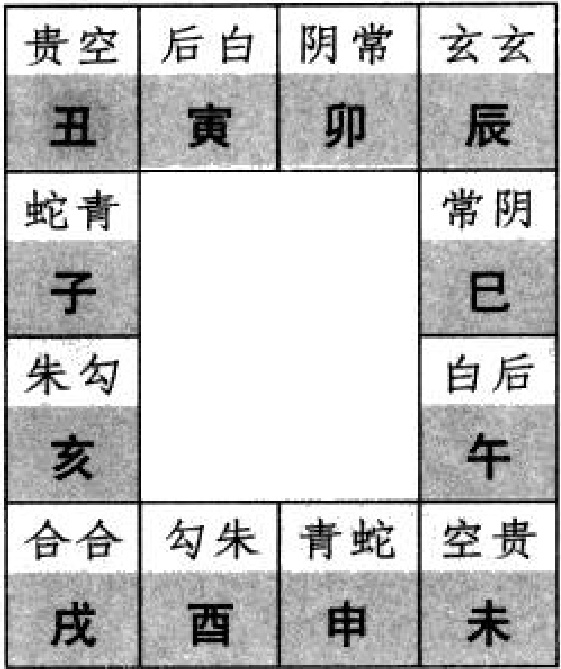 贵空 后白 阴常 玄玄
丑 寅 卯 辰
蛇青 常阴
子 巳
朱勾 白后
亥 午
合合 勾朱 青蛇 空贵
戌 酉 申 未